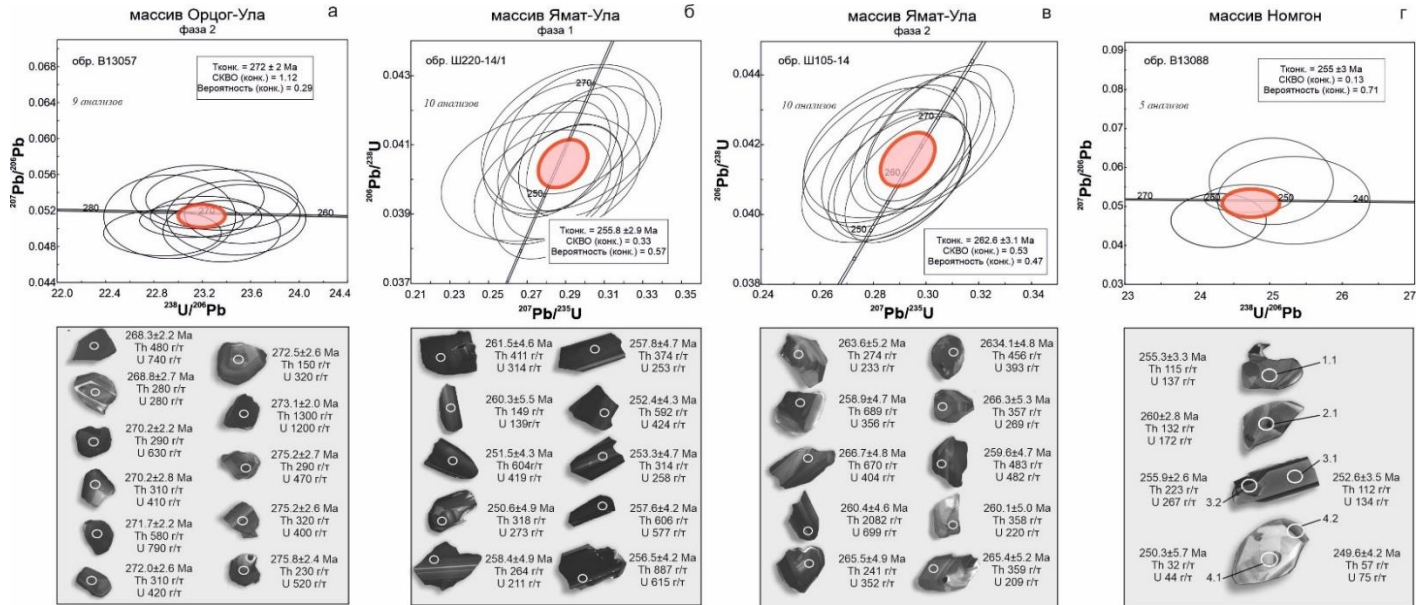 массив Орцог-Ула
фаза 2
а
обр. В13057
Тконк. = 272 ± 2 Ma
СКВО (конк.) = 1.12
Вероятность (конк.) = 0.29
9 анализов
0.068
0.064
0.060
0.056
0.052
0.048
0.044
207Pb/206Pb
280
270
260
22.0
22.4
22.8
23.2
23.6
24.0
24.4
238U/206Pb
268.3±2.2 Ma
Th 480 г/т
U 740 г/т
268.8±2.7 Ma
Th 280 г/т
U 280 г/т
270.2±2.2 Ma
Th 290 г/т
U 630 г/т
270.2±2.8 Ma
Th 310 г/т
U 410 г/т
271.7±2.2 Ma
Th 580 г/т
U 790 г/т
272.0±2.6 Ma
Th 310 г/т
U 420 г/т
272.5±2.6 Ma
Th 150 г/т
U 320 г/т
273.1±2.0 Ma
Th 1300 г/т
U 1200 г/т
275.2±2.7 Ma
Th 290 г/т
U 470 г/т
275.2±2.6 Ma
Th 320 г/т
U 400 г/т
275.8±2.4 Ma
Th 230 г/т
U 520 г/т
массив Ямат-Ула
фаза 1
б
обр. Ш220-14/1
10 анализов
0.043
0.041
0.039
0.037
206Pb/238U
270
250
Тконк. = 255.8 ±2.9 Ma
СКВО (конк.) = 0.33
Вероятность (конк.) = 0.57
0.21
0.23
0.25
0.27
0.29
0.31
0.33
0.35
207Pb/235U
261.5±4.6 Ma
Th 411 г/т
U 314 г/т
260.3±5.5 Ma
Th 149 г/т
U 139г/т
251.5±4.3 Ma
Th 604г/т
U 419 г/т
250.6±4.9 Ma
Th 318 г/т
U 273 г/т
258.4±4.9 Ma
Th 264 г/т
U 211 г/т
257.8±4.7 Ma
Th 374 г/т
U 253 г/т
252.4±4.3 Ma
Th 592 г/т
U 424 г/т
253.3±4.7 Ma
Th 314 г/т
U 258 г/т
257.6±4.2 Ma
Th 606 г/т
U 577 г/т
256.5±4.2 Ma
Th 887 г/т
U 615 г/т
массив Ямат-Ула
фаза 2
в
обр. Ш105-14
10 анализов
0.044
0.042
0.040
0.038
206Pb/238U
270
260
250
Тконк. = 262.6 ±3.1 Ma
СКВО (конк.) = 0.53
Вероятность (конк.) = 0.47
0.24
0.26
0.28
0.30
0.32
0.34
207Pb/235U
263.6±5.2 Ma
Th 274 г/т
U 233 г/т
258.9±4.7 Ma
Th 689 г/т
U 356 г/т
266.7±4.8 Ma
Th 670 г/т
U 404 г/т
260.4±4.6 Ma
Th 2082 г/т
U 699 г/т
265.5±4.9 Ma
Th 241 г/т
U 352 г/т
2634.1±4.8 Ma
Th 456 г/т
U 393 г/т
266.3±5.3 Ma
Th 357 г/т
U 269 г/т
259.6±4.7 Ma
Th 483 г/т
U 482 г/т
260.1±5.0 Ma
Th 358 г/т
U 220 г/т
265.4±5.2 Ma
Th 359 г/т
U 209 г/т
массив Номгон
г
обр. В13088
Тконк. = 255 ±3 Ma
СКВО (конк.) = 0.13
Вероятность (конк.) = 0.71
5 анализов
0.09
0.08
0.07
0.06
0.05
0.04
0.03
207Pb/206Pb
270
260
250
240
23
24
25
26
27
238U/206Pb
255.3±3.3 Ma
Th 115 г/т
U 137 г/т
1.1
260±2.8 Ma
Th 132 г/т
U 172 г/т
2.1
255.9±2.6 Ma
Th 223 г/т
U 267 г/т
3.2
3.1
252.6±3.5 Ma
Th 112 г/т
U 134 г/т
250.3±5.7 Ma
Th 32 г/т
U 44 г/т
4.1
4.2
249.6±4.2 Ma
Th 57 г/т
U 75 г/т